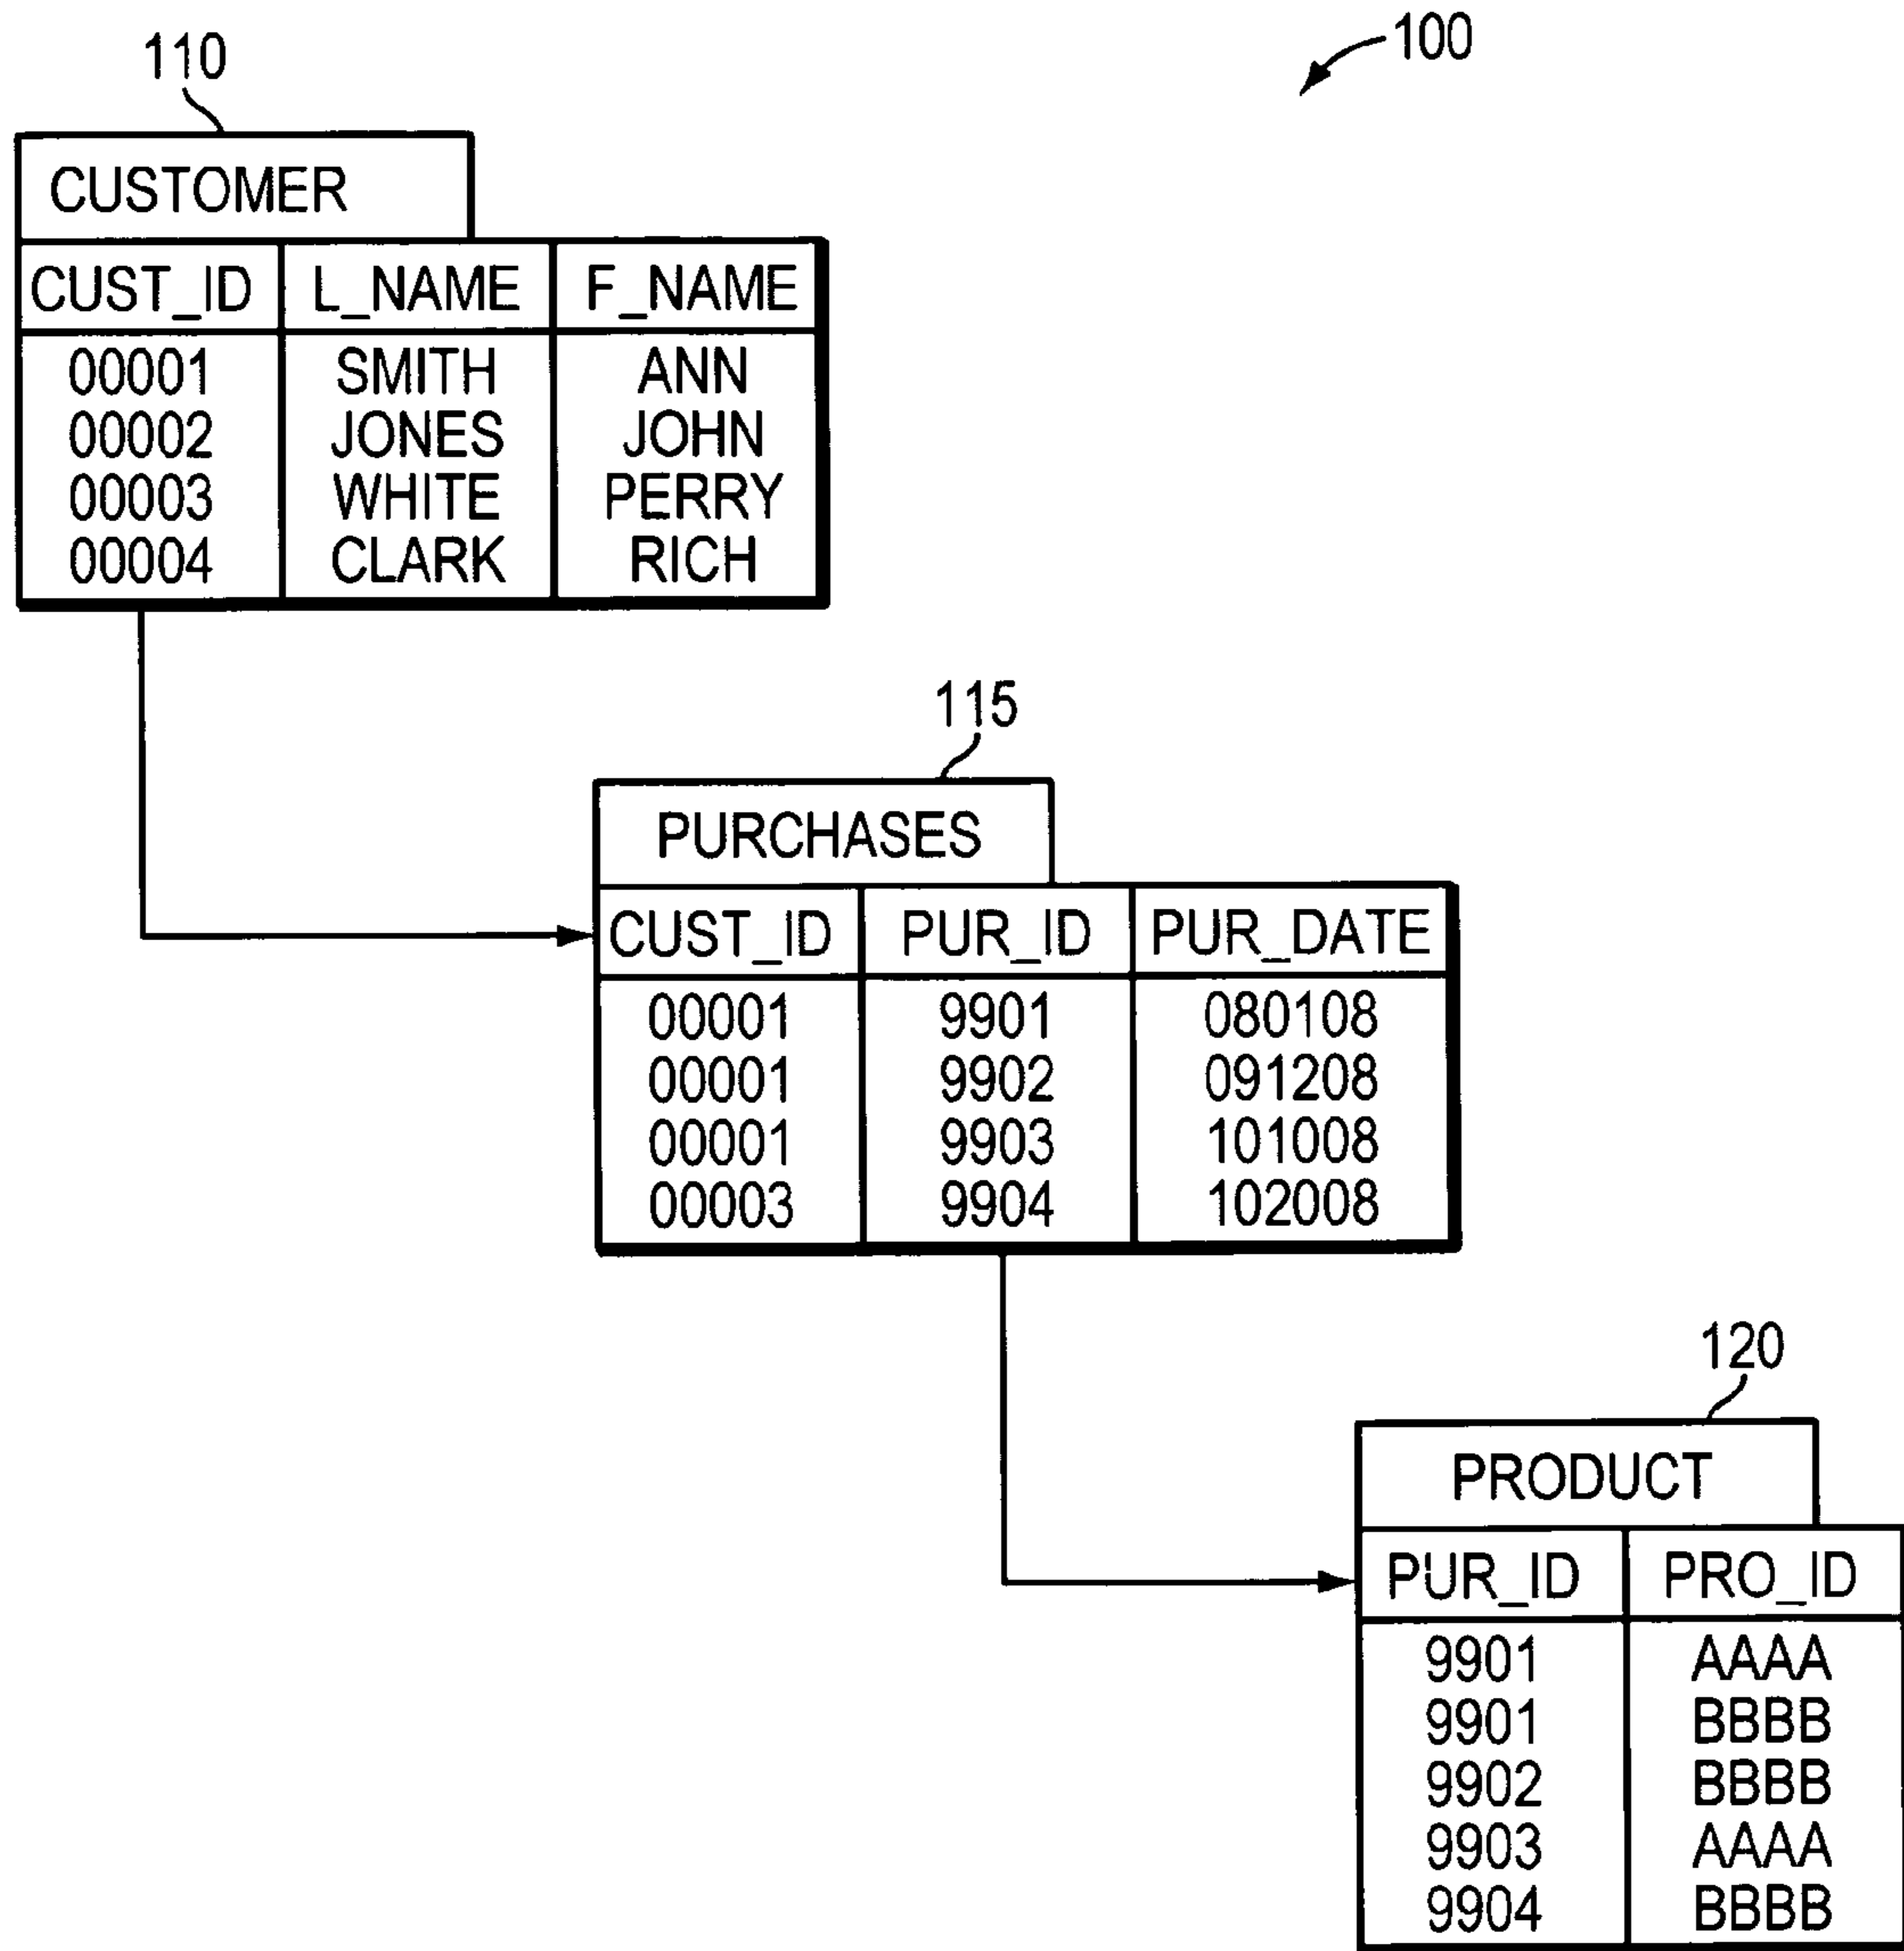 100
110
CUSTOMER
CUST_ID L_NAME F_NAME
00001 SMITH ANN
00002 JONES JOHN
00003 WHITE PERRY
00004 CLARK RICH
115
PURCHASES
CUST_ID PUR_ID PUR_DATE
00001 9901 080108
00001 9902 091208
00001 9903 101008
00003 9904 102008
120
PRODUCT
PUR_ID PRO_ID
9901 AAAA
9901 BBBB
9902 BBBB
9903 AAAA
9904 BBBB